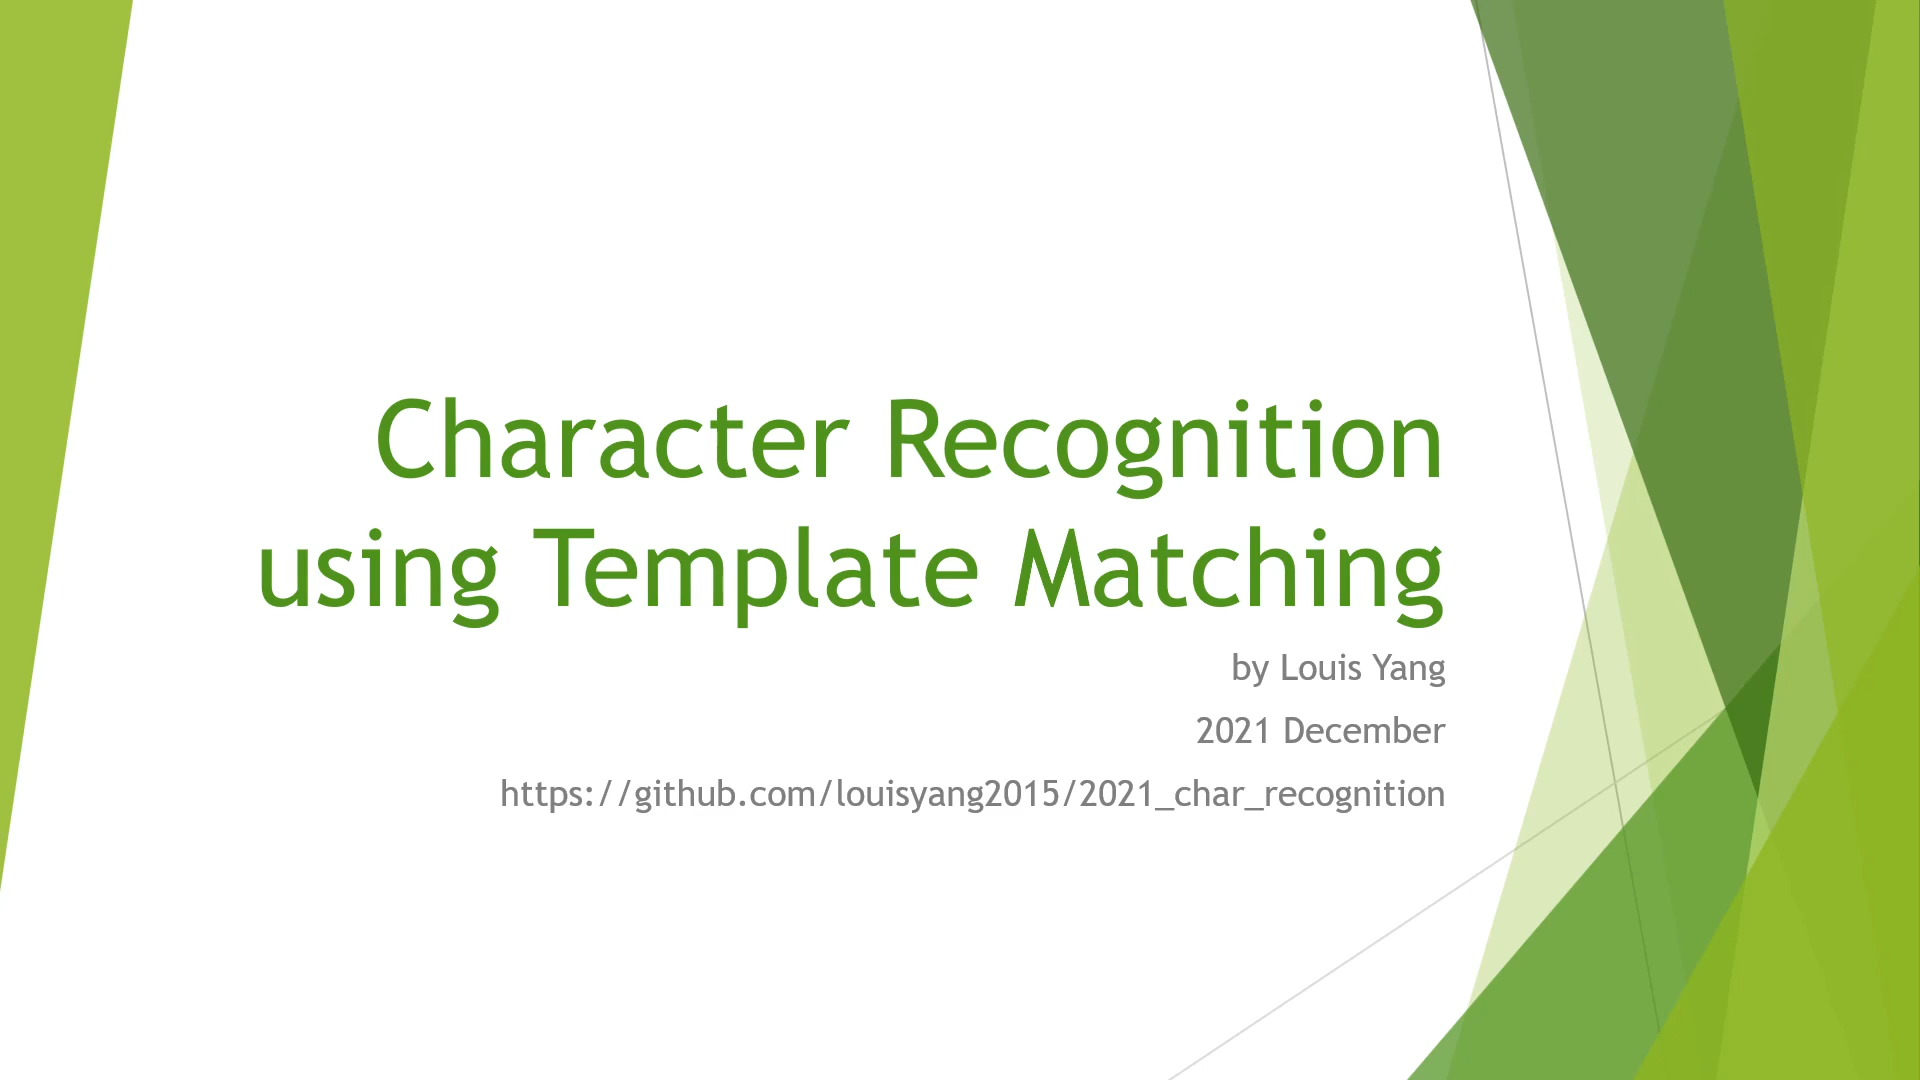 Character Recognition
using Template Matching
by Louis Yang
2021 December
https://github.com/louisyang2015/2021_char_recognition